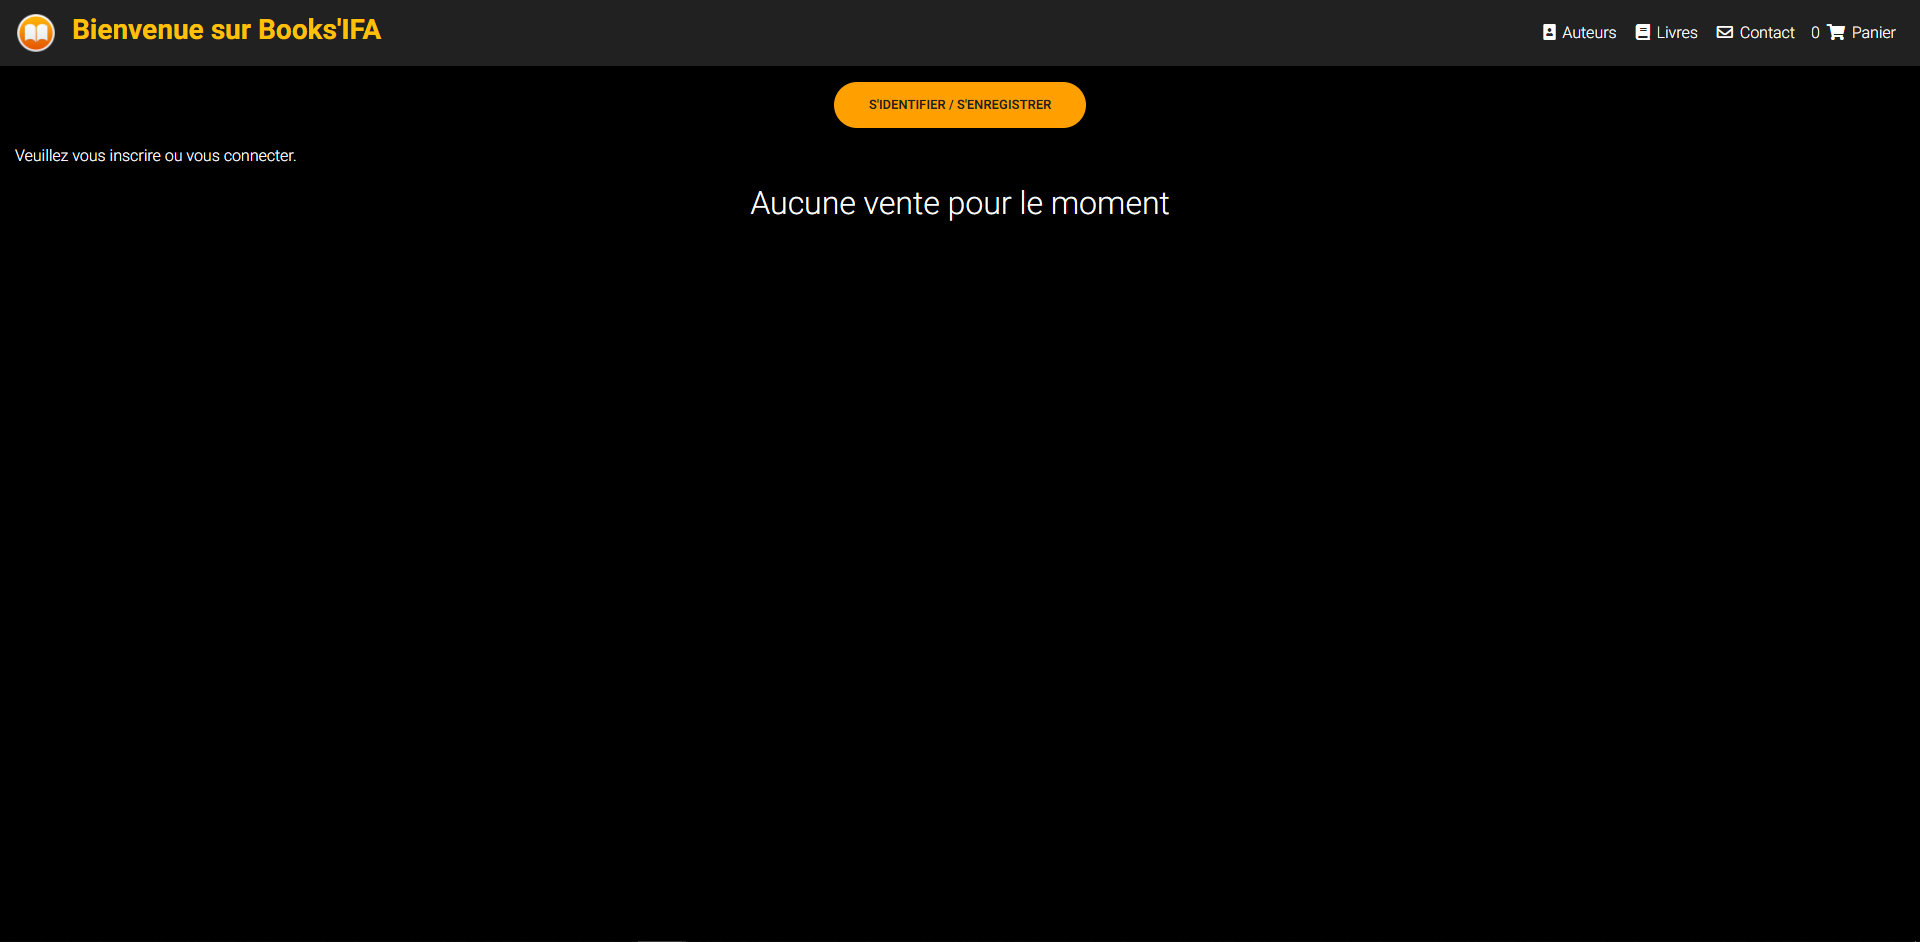 Bienvenue sur Books'IFA
Auteurs Livres Contact 0 Panier
S'IDENTIFIER / S'ENREGISTRER
Veuillez vous inscrire ou vous connecter.
Aucune vente pour le moment